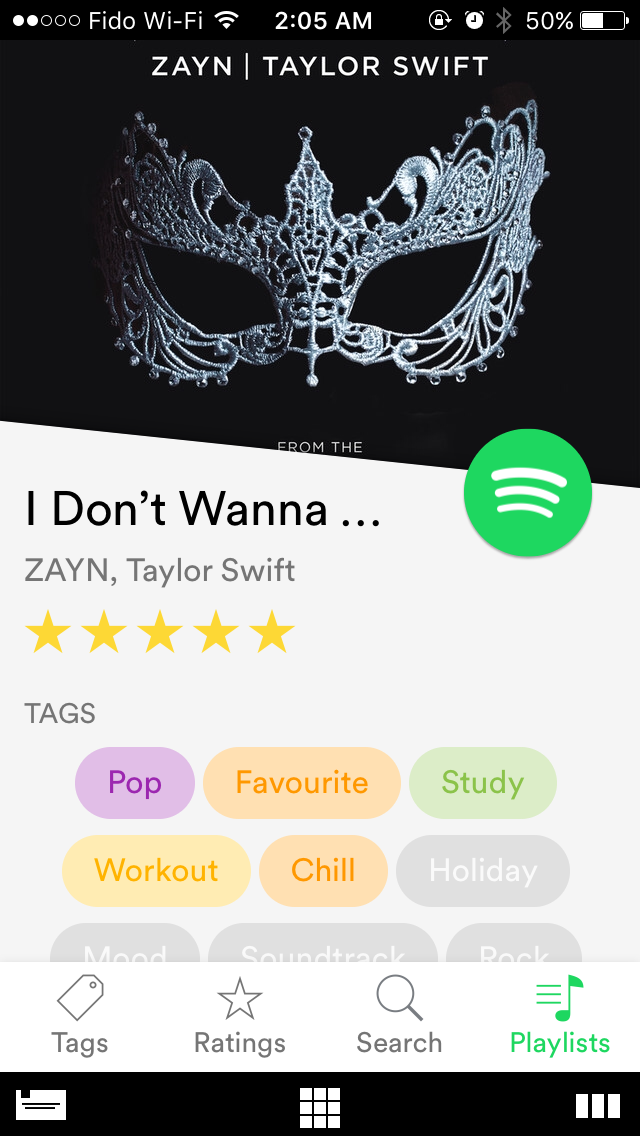 Fido Wi-Fi 2:05 AM 50%
ZAYN | TAYLOR SWIFT
FROM THE
I Don’t Wanna ...
ZAYN, Taylor Swift
TAGS
Pop Favourite Study
Workout Chill Holiday
Mood Soundtrack Rock
Tags Ratings Search Playlists